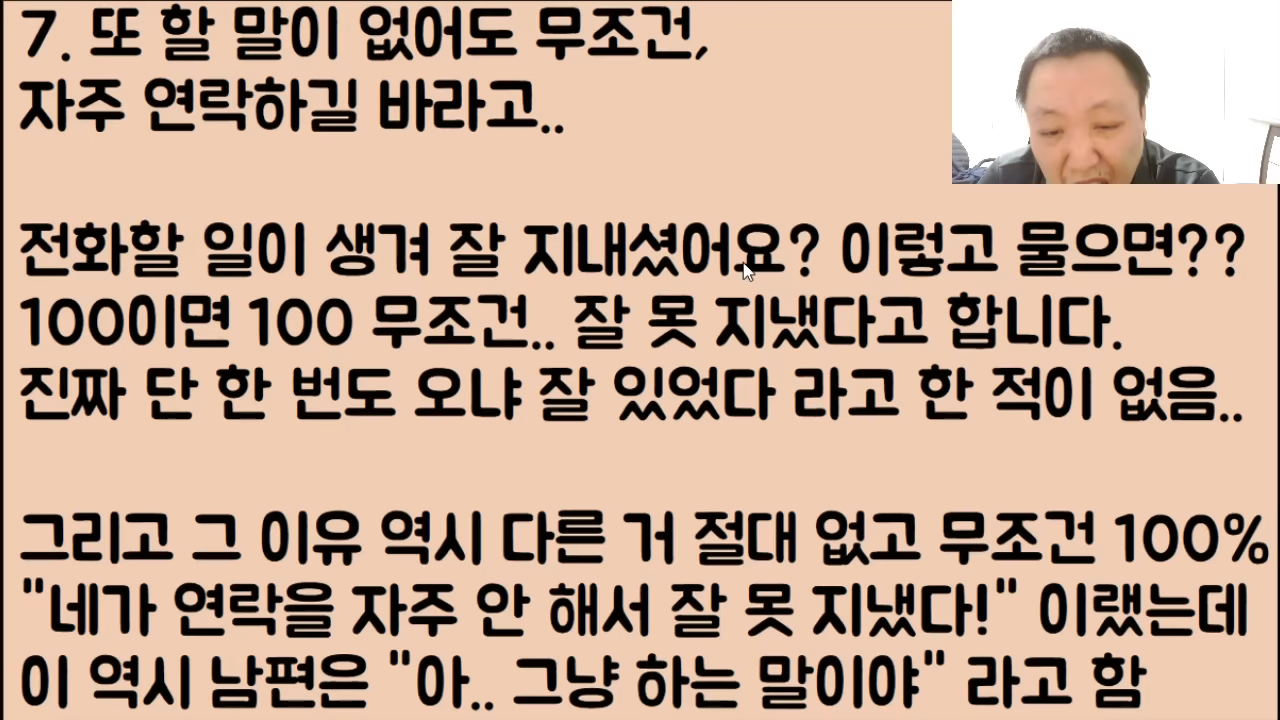 7. 또 할 말이 없어도 무조건,
자주 연락하길 바라고..
전화할 일이 생겨 잘 지내셨어요? 이렇고 물으면??
100이면 100 무조건.. 잘 못 지냈다고 합니다.
진짜 단 한 번도 오냐 잘 있었다 라고 한 적이 없음..
그리고 그 이유 역시 다른 거 절대 없고 무조건 100%
"네가 연락을 자주 안 해서 잘 못 지냈다!" 이랬는데
이 역시 남편은 "아.. 그냥 하는 말이야" 라고 함